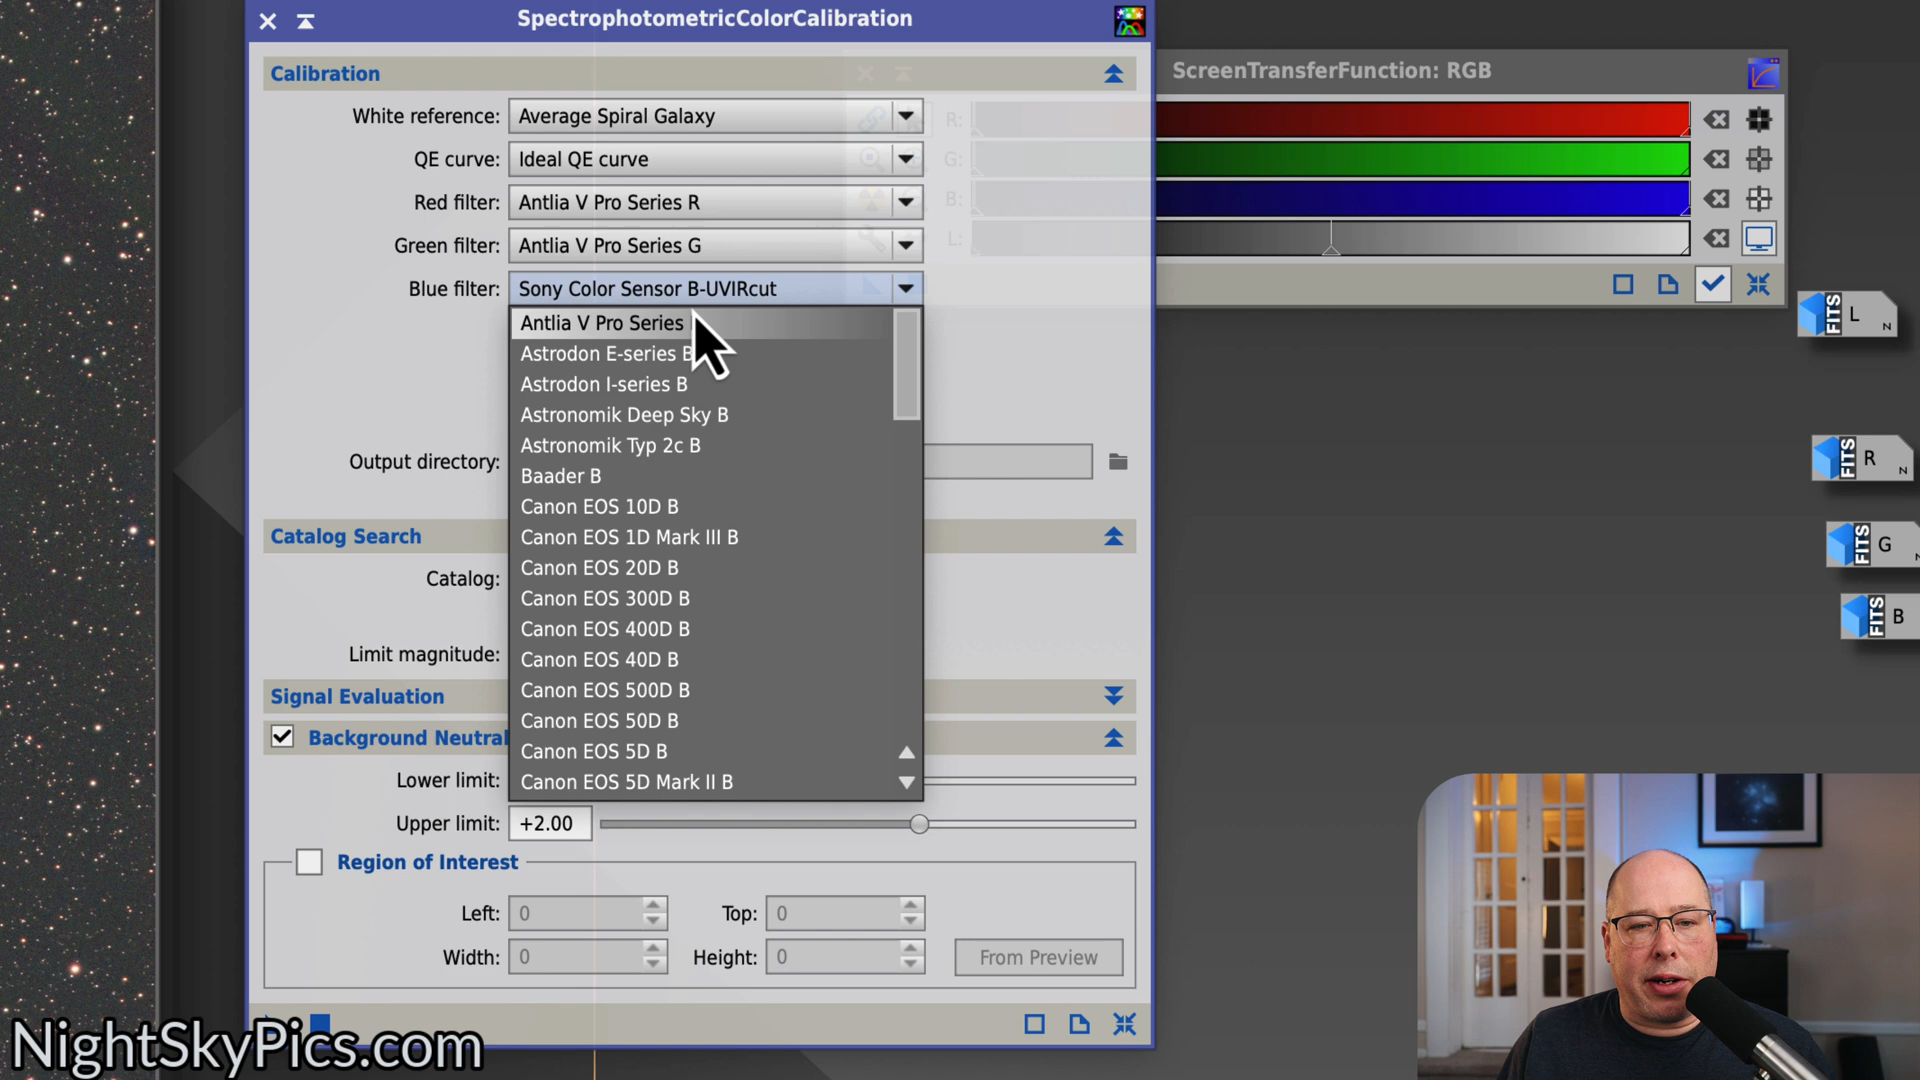 SpectrophotometricColorCalibration
Calibration
White reference: Average Spiral Galaxy
QE curve: Ideal QE curve
Red filter: Antlia V Pro Series R
Green filter: Antlia V Pro Series G
Blue filter: Sony Color Sensor B-UVIRcut
Antlia V Pro Series
Astrodon E-series B
Astrodon I-series B
Astronomik Deep Sky B
Astronomik Typ 2c B
Baader B
Canon EOS 10D B
Canon EOS 1D Mark III B
Canon EOS 20D B
Canon EOS 300D B
Canon EOS 400D B
Canon EOS 40D B
Canon EOS 500D B
Canon EOS 50D B
Canon EOS 5D B
Canon EOS 5D Mark II B
Output directory:
Catalog Search
Catalog:
Limit magnitude:
Signal Evaluation
Background Neutral
Lower limit:
Upper limit: +2.00
Region of Interest
Left: 0 Top: 0
Width: 0 Height: 0 From Preview
ScreenTransferFunction: RGB
R:
G:
B:
L:
FITS L N
FITS R N
FITS G N
FITS B
NightSkyPics.com